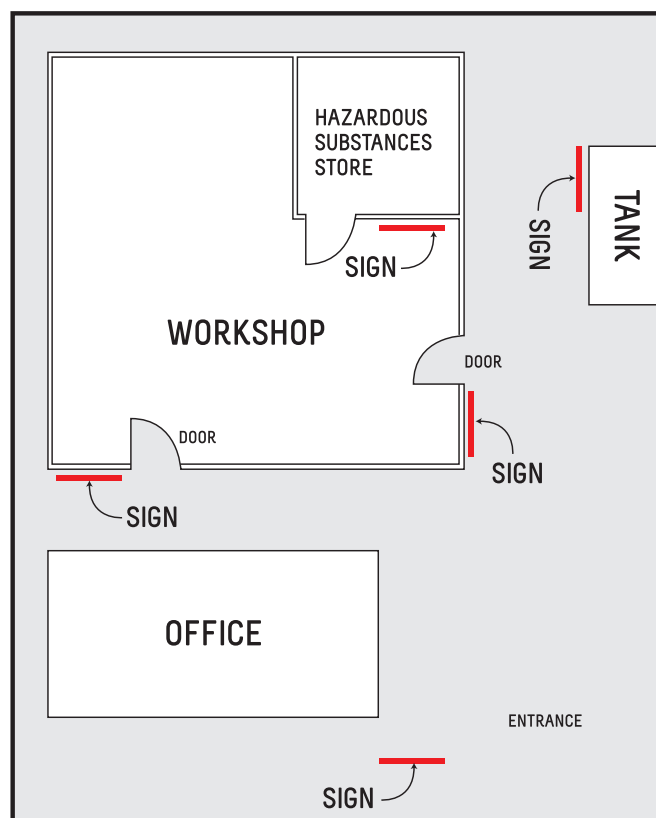 HAZARDOUS
SUBSTANCES
STORE
TANK
SIGN
SIGN
WORKSHOP
DOOR
DOOR
SIGN
SIGN
OFFICE
ENTRANCE
SIGN